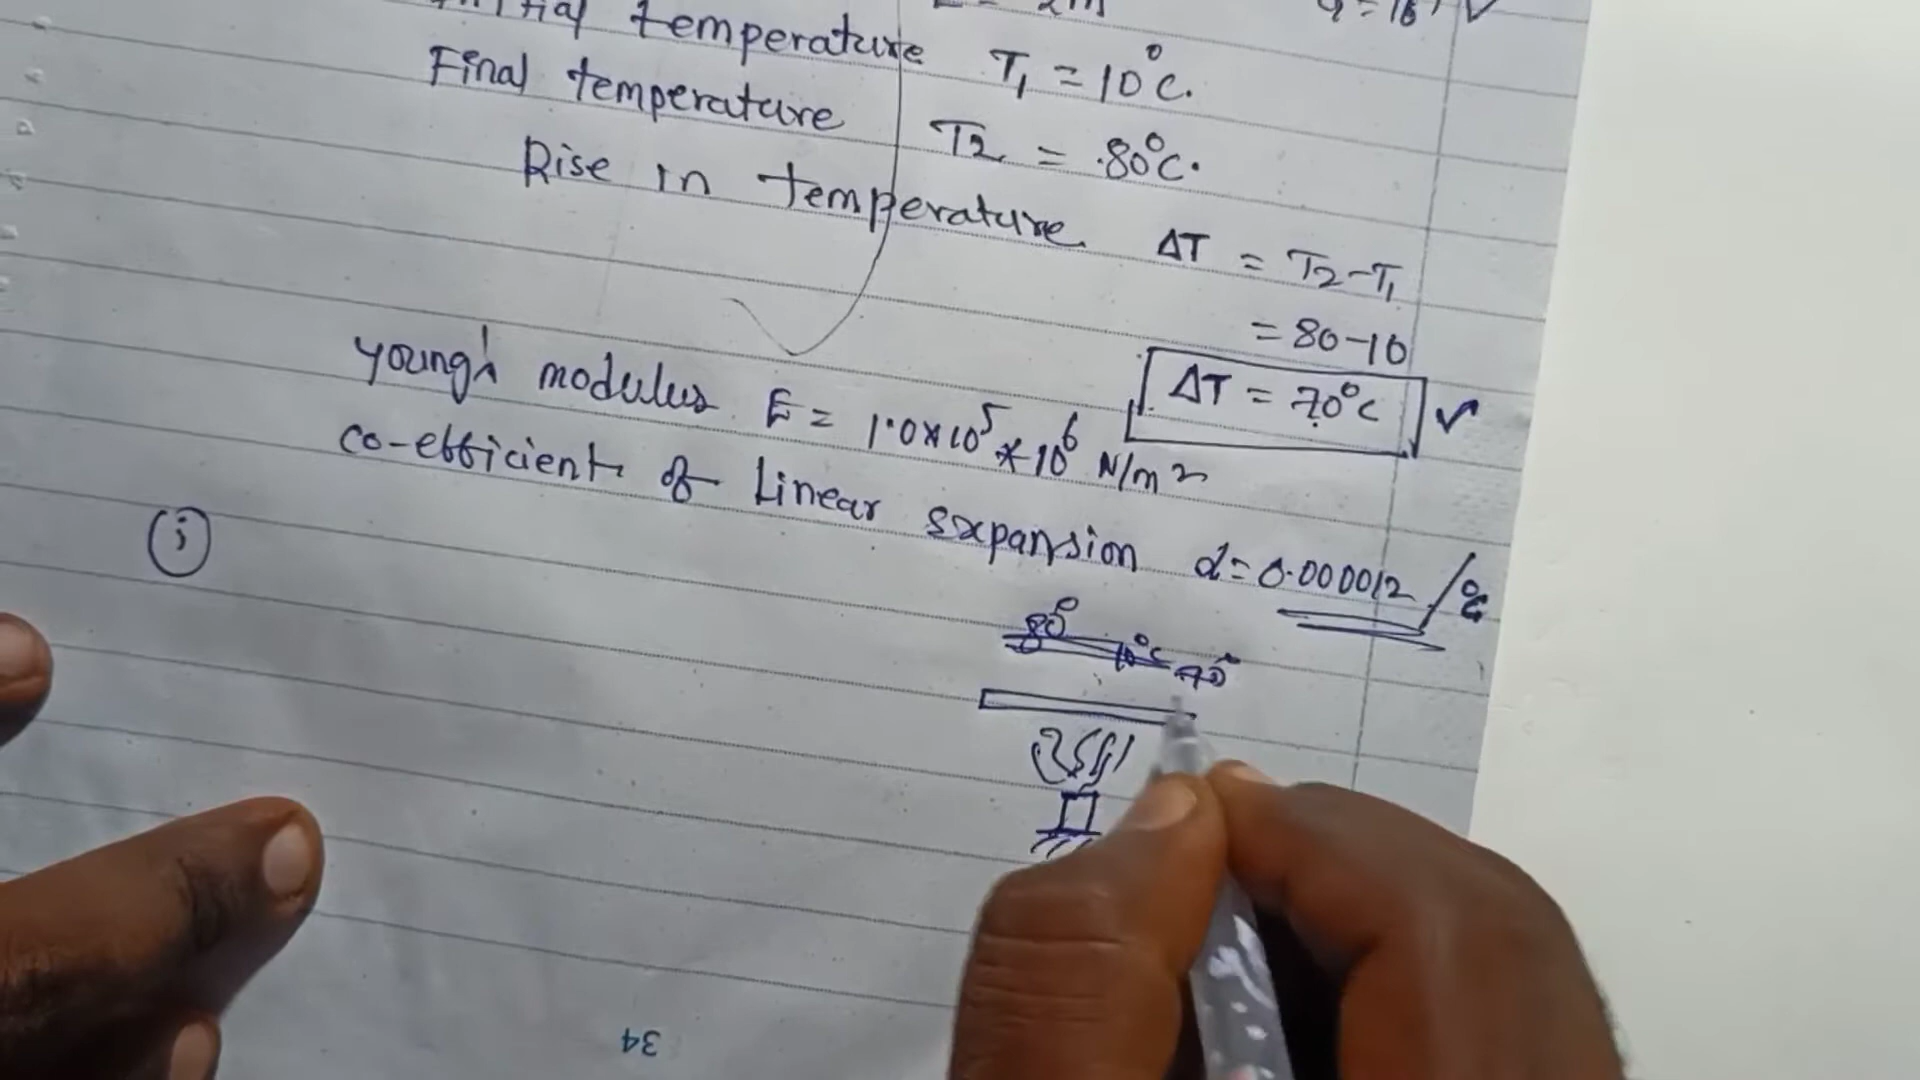 temperature T1 = 10°C.
Final temperature T2 = .80°C.
Rise in temperature ΔT = T2-T1
= 80-10
ΔT = 70°C ✓
Young's modulus E = 1.0*10⁵*10⁶ N/m2
co-efficient of Linear expansion α=0.000012/°C
(i)
80° 10°C 70°
34